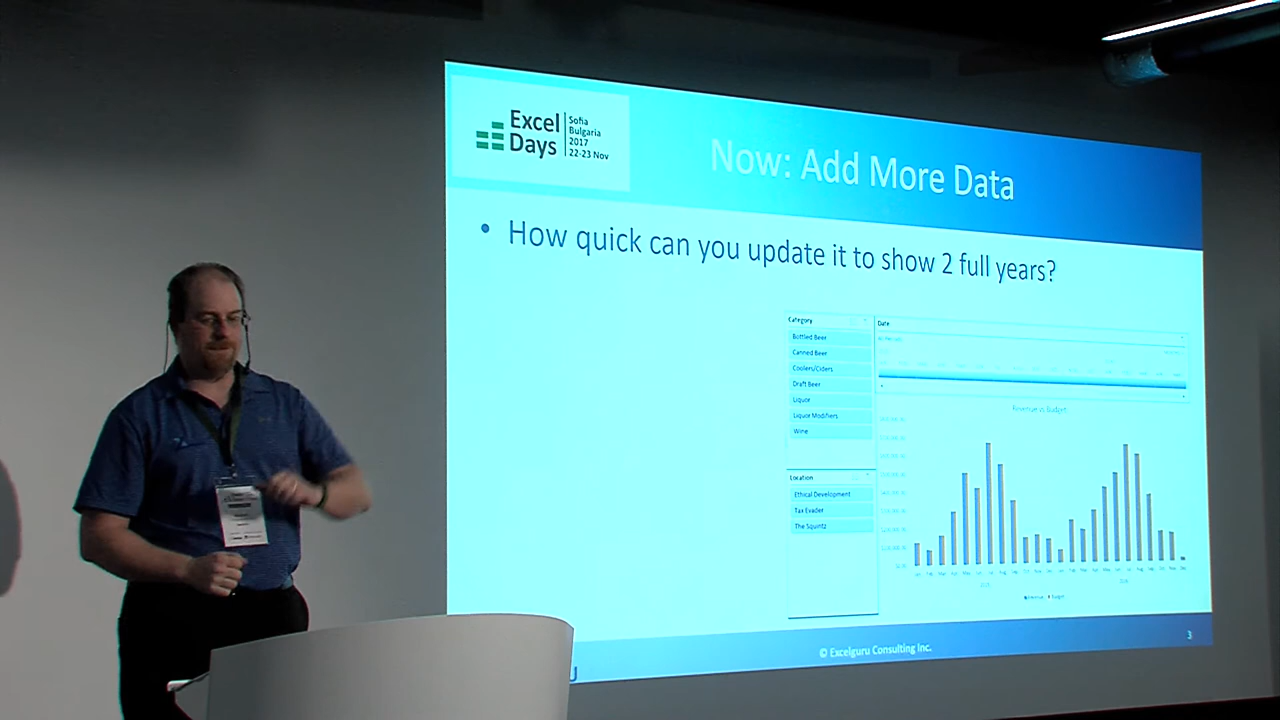 Excel
Days
Sofia
Bulgaria
2017
22-23 Nov
Now: Add More Data
• How quick can you update it to show 2 full years?
Category
Bottled Beer
Canned Beer
Coolers/Ciders
Draft Beer
Liquor
Liquor Modifiers
Wine
Location
Ethical Development
Tax Evader
The Squintz
Date
Revenue vs Budget
Revenue Budget
© Excelguru Consulting Inc.
3